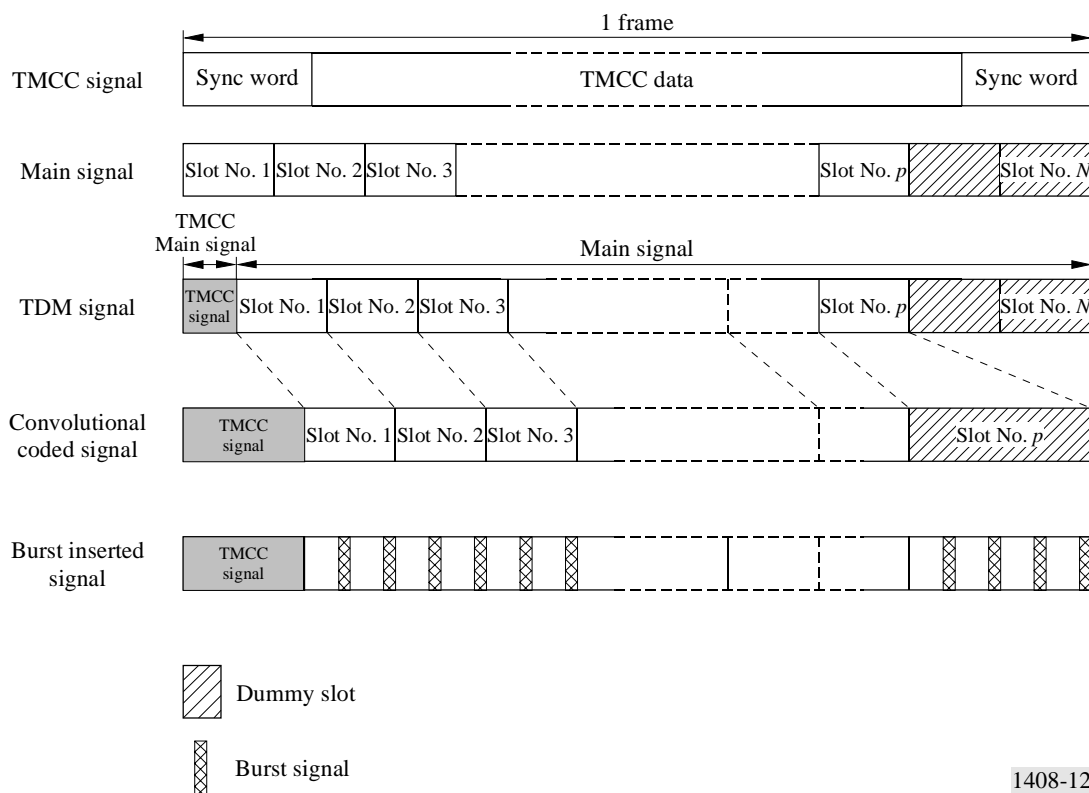 1 frame
TMCC signal
Sync word
TMCC data
Sync word
Main signal
Slot No. 1
Slot No. 2
Slot No. 3
Slot No. p
Slot No. N
TMCC
Main signal
Main signal
TDM signal
TMCC
signal
Slot No. 1
Slot No. 2
Slot No. 3
Slot No. p
Slot No. N
Convolutional
coded signal
TMCC
signal
Slot No. 1
Slot No. 2
Slot No. 3
Slot No. p
Burst inserted
signal
TMCC
signal
Dummy slot
Burst signal
1408-12